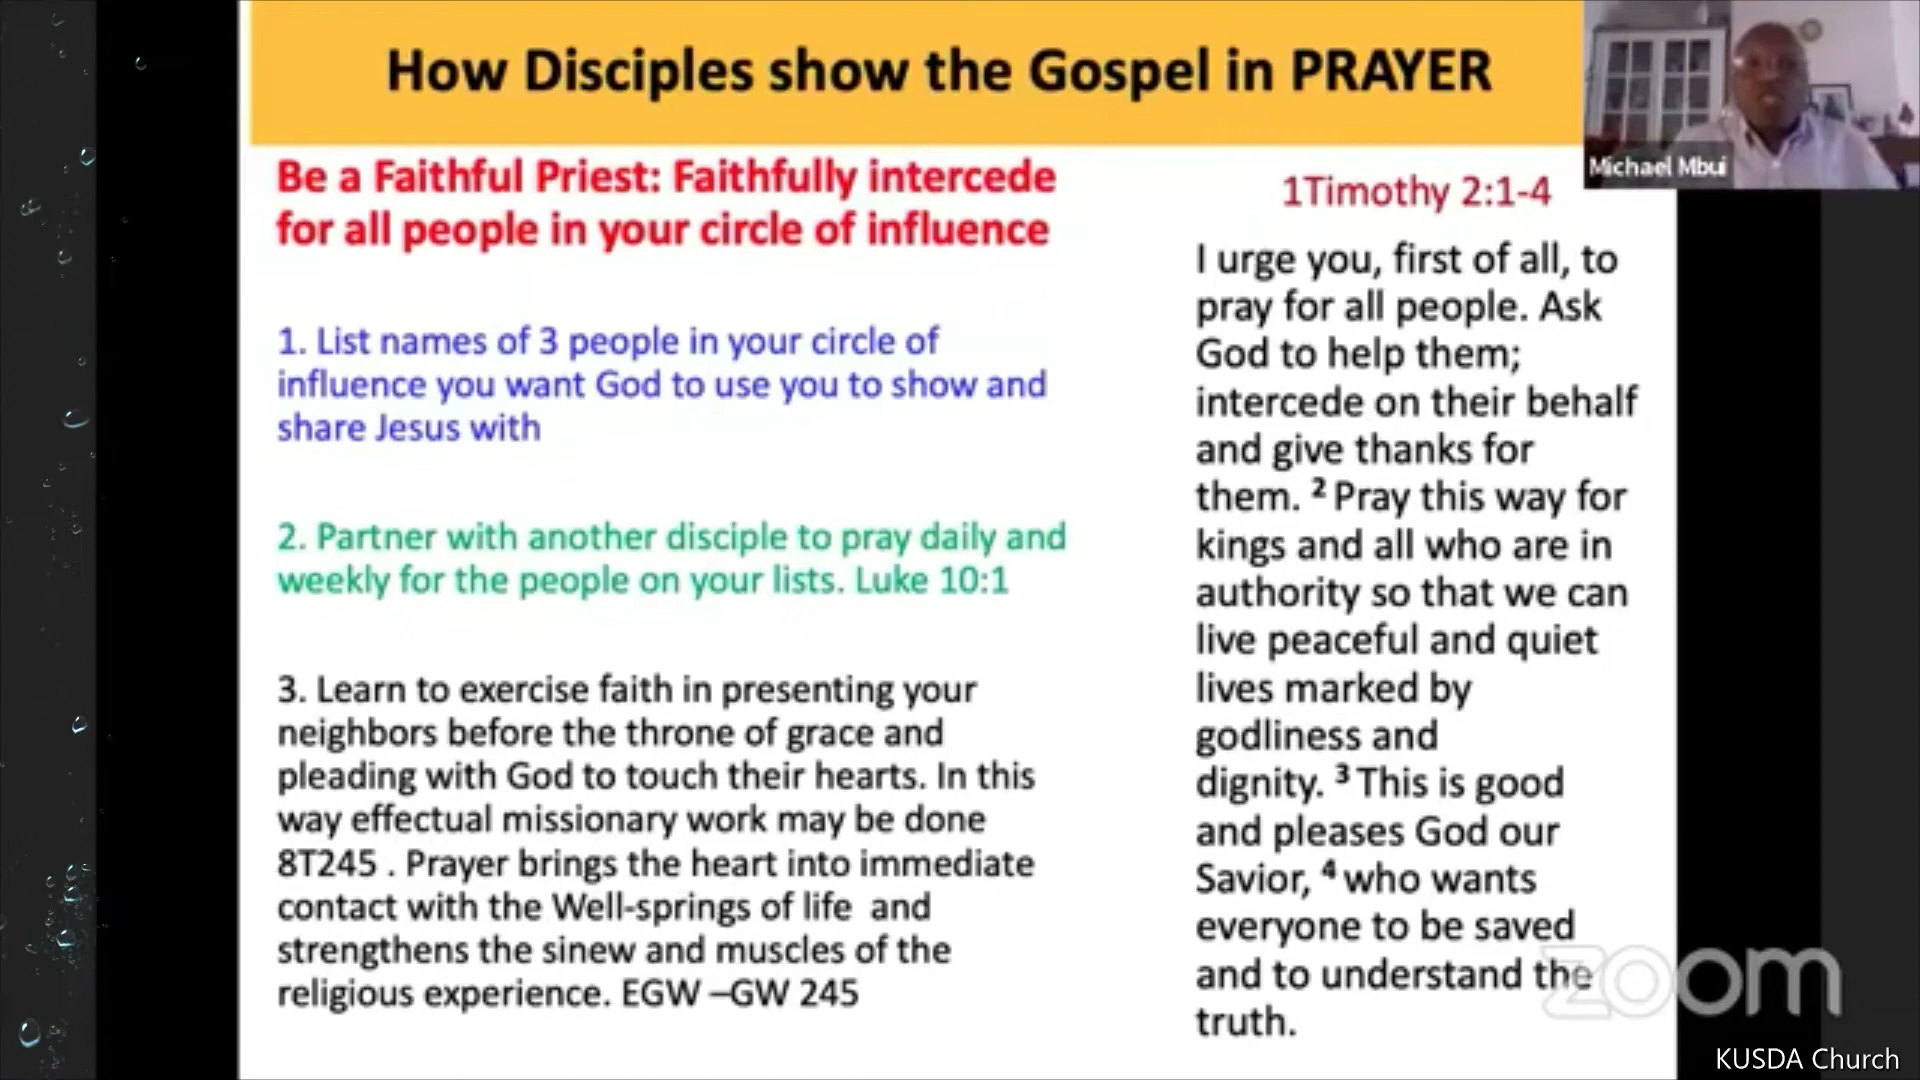 How Disciples show the Gospel in PRAYER
Michael Mbui
Be a Faithful Priest: Faithfully intercede
for all people in your circle of influence
1. List names of 3 people in your circle of
influence you want God to use you to show and
share Jesus with
2. Partner with another disciple to pray daily and
weekly for the people on your lists. Luke 10:1
3. Learn to exercise faith in presenting your
neighbors before the throne of grace and
pleading with God to touch their hearts. In this
way effectual missionary work may be done
8T245 . Prayer brings the heart into immediate
contact with the Well-springs of life  and
strengthens the sinew and muscles of the
religious experience. EGW –GW 245
1Timothy 2:1-4
I urge you, first of all, to
pray for all people. Ask
God to help them;
intercede on their behalf
and give thanks for
them. ² Pray this way for
kings and all who are in
authority so that we can
live peaceful and quiet
lives marked by
godliness and
dignity. ³ This is good
and pleases God our
Savior, ⁴ who wants
everyone to be saved
and to understand the
truth.
zoom
KUSDA Church